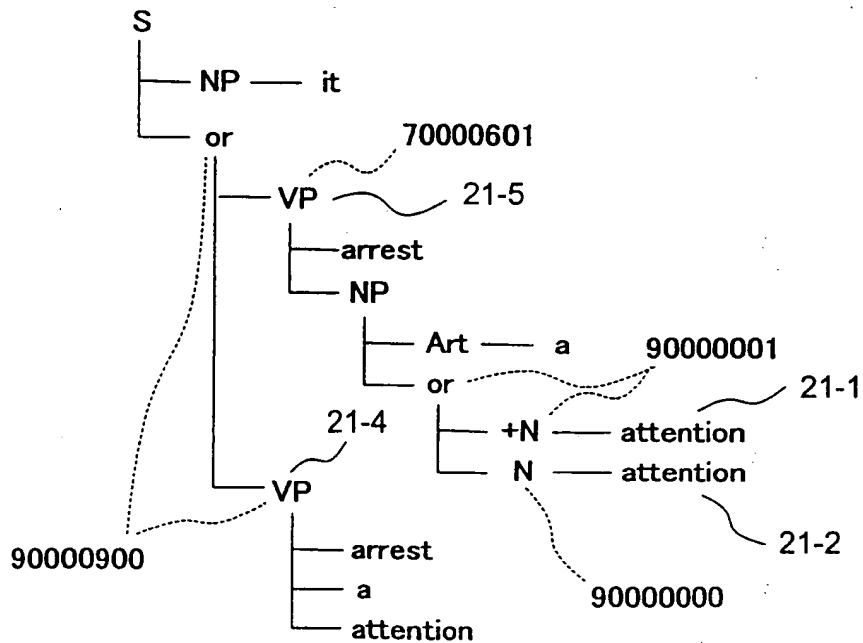 S
NP it
or 70000601
VP 21-5
arrest
NP
Art a 90000001
or 21-1
+N attention
21-4
N attention
VP
21-2
90000900
arrest
a 90000000
attention